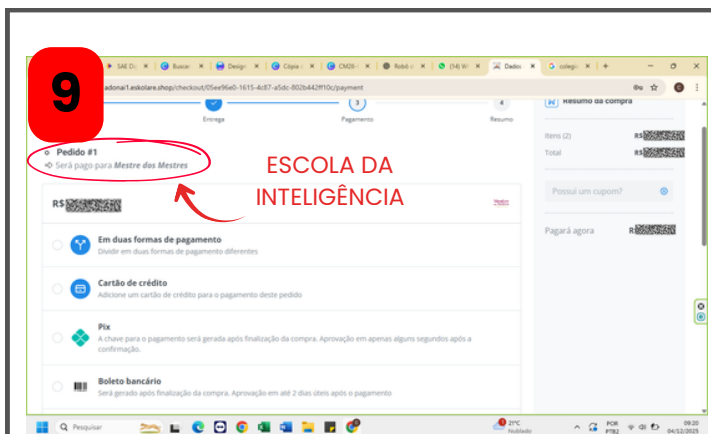 9
SAE Di
Buscar
Design
Cópia
CM26-
Robô c
(54) W
Dados
colegio
adonai1.eskolare.shop/checkout/05ee96e0-1615-4c87-a5dc-802b442ff10c/payment
3
4
Entrega
Pagamento
Resumo
Pedido #1
Será pago para Mestre dos Mestres
ESCOLA DA
INTELIGÊNCIA
R$
Em duas formas de pagamento
Dividir em duas formas de pagamento diferentes
Cartão de crédito
Adicione um cartão de crédito para o pagamento deste pedido
Pix
A chave para o pagamento será gerada após finalização da compra. Aprovação em apenas alguns segundos após a
confirmação.
Boleto bancário
Será gerado após finalização da compra. Aprovação em até 2 dias úteis após o pagamento
Resumo da compra
Itens (2) R$
Total R$
Possui um cupom?
Pagará agora R$
Pesquisar
21°C
Nublado
POR
PTB2
09:20
04/12/2025